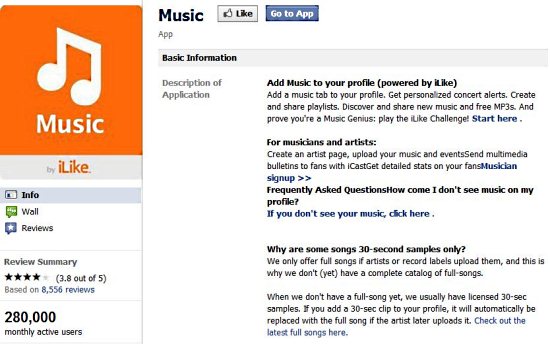 Music
by iLike
Info
Wall
Reviews
Review Summary
(3.8 out of 5)
Based on 8,556 reviews
280,000
monthly active users
Music Like Go to App
App
Basic Information
Description of
Application
Add Music to your profile (powered by iLike)
Add a music tab to your profile. Get personalized concert alerts. Create
and share playlists. Discover and share new music and free MP3s. And
prove you're a Music Genius: play the iLike Challenge! Start here .
For musicians and artists:
Create an artist page, upload your music and eventsSend multimedia
bulletins to fans with iCastGet detailed stats on your fansMusician
signup >>
Frequently Asked QuestionsHow come I don't see music on my
profile?
If you don't see your music, click here .
Why are some songs 30-second samples only?
We only offer full songs if artists or record labels upload them, and this is
why we don't (yet) have a complete catalog of full-songs.
When we don't have a full-song yet, we usually have licensed 30-sec
samples. If you add a 30-sec clip to your profile, it will automatically be
replaced with the full song if the artist later uploads it. Check out the
latest full songs here.